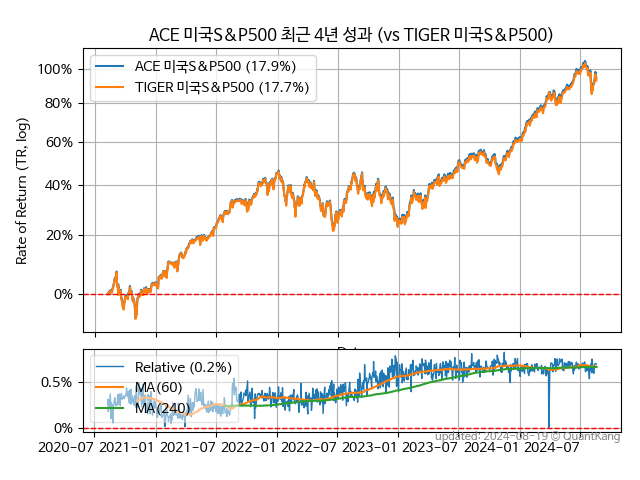 ACE 미국S&P500 최근 4년 성과 (vs TIGER 미국S&P500)
ACE 미국S&P500 (17.9%)
TIGER 미국S&P500 (17.7%)
Rate of Return (TR, log)
100%
80%
60%
40%
20%
0%
Relative (0.2%)
MA(60)
MA(240)
0.5%
0%
2020-07 2021-01 2021-07 2022-01 2022-07 2023-01 2023-07 2024-01 2024-07
updated: 2024-08-19 © QuantKang